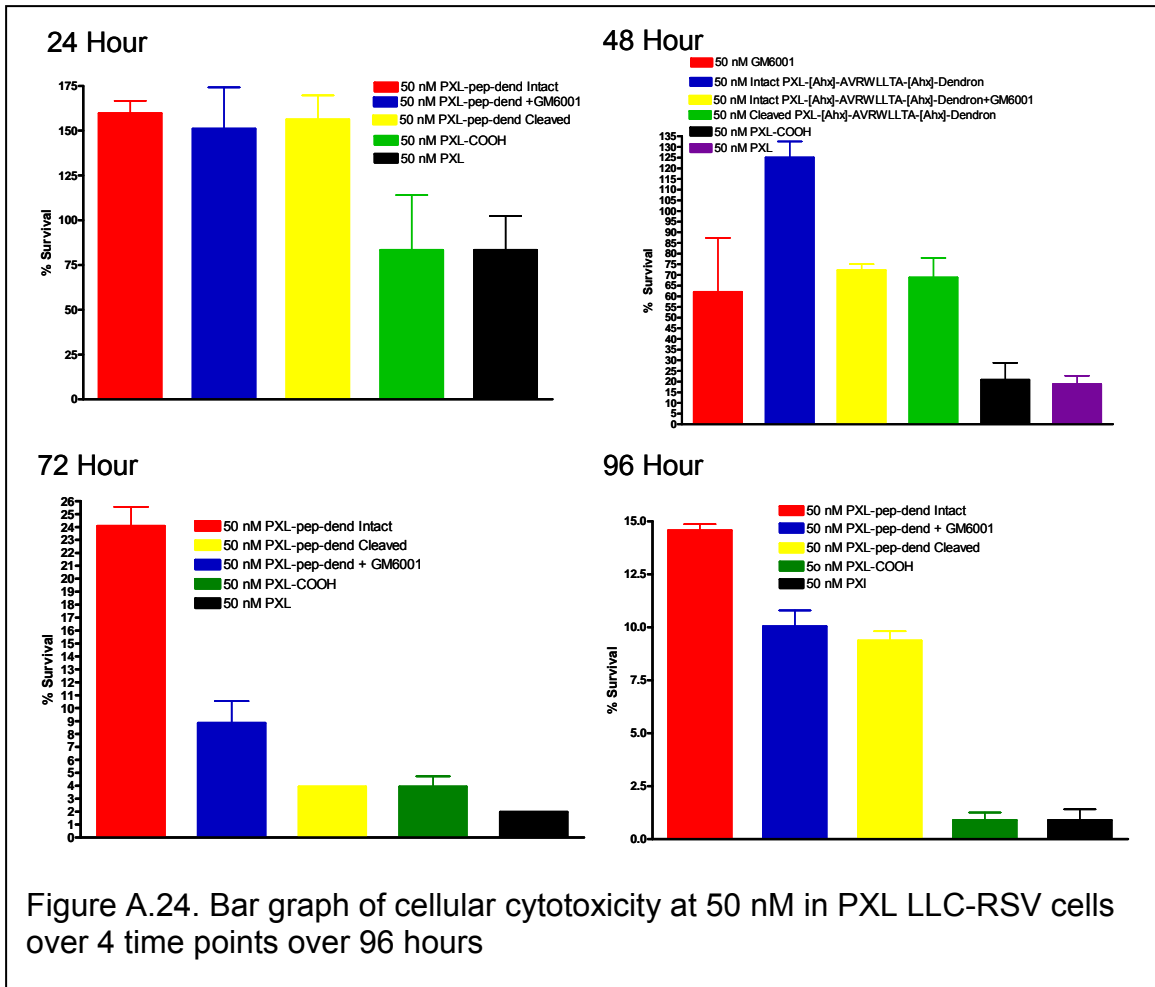 24 Hour
175
150
125
100
75
50
25
0
% Survival
50 nM PXL-pep-dend Intact
50 nM PXL-pep-dend +GM6001
50 nM PXL-pep-dend Cleaved
50 nM PXL-COOH
50 nM PXL
48 Hour
50 nM GM6001
50 nM Intact PXL-[Ahx]-AVRWLLTA-[Ahx]-Dendron
50 nM Intact PXL-[Ahx]-AVRWLLTA-[Ahx]-Dendron+GM6001
50 nM Cleaved PXL-[Ahx]-AVRWLLTA-[Ahx]-Dendron
50 nM PXL-COOH
50 nM PXL
135
130
125
120
115
110
105
100
95
90
85
80
75
70
65
60
55
50
45
40
35
30
25
20
15
10
5
0
% Survival
72 Hour
26
25
24
23
22
21
20
19
18
17
16
15
14
13
12
11
10
9
8
7
6
5
4
3
2
1
0
% Survival
50 nM PXL-pep-dend Intact
50 nM PXL-pep-dend Cleaved
50 nM PXL-pep-dend + GM6001
50 nM PXL-COOH
50 nM PXL
96 Hour
15.0
12.5
10.0
7.5
5.0
2.5
0.0
% Survival
50 nM PXL-pep-dend Intact
50 nM PXL-pep-dend + GM6001
50 nM PXL-pep-dend Cleaved
5o nM PXL-COOH
50 nM PXl
Figure A.24. Bar graph of cellular cytotoxicity at 50 nM in PXL LLC-RSV cells
over 4 time points over 96 hours